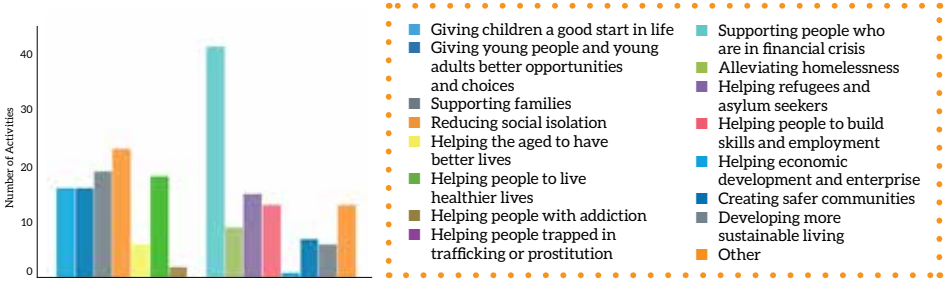 Number of Activities
40
30
20
10
0
Giving children a good start in life
Giving young people and young
adults better opportunities
and choices
Supporting families
Reducing social isolation
Helping the aged to have
better lives
Helping people to live
healthier lives
Helping people with addiction
Helping people trapped in
trafficking or prostitution
Supporting people who
are in financial crisis
Alleviating homelessness
Helping refugees and
asylum seekers
Helping people to build
skills and employment
Helping economic
development and enterprise
Creating safer communities
Developing more
sustainable living
Other